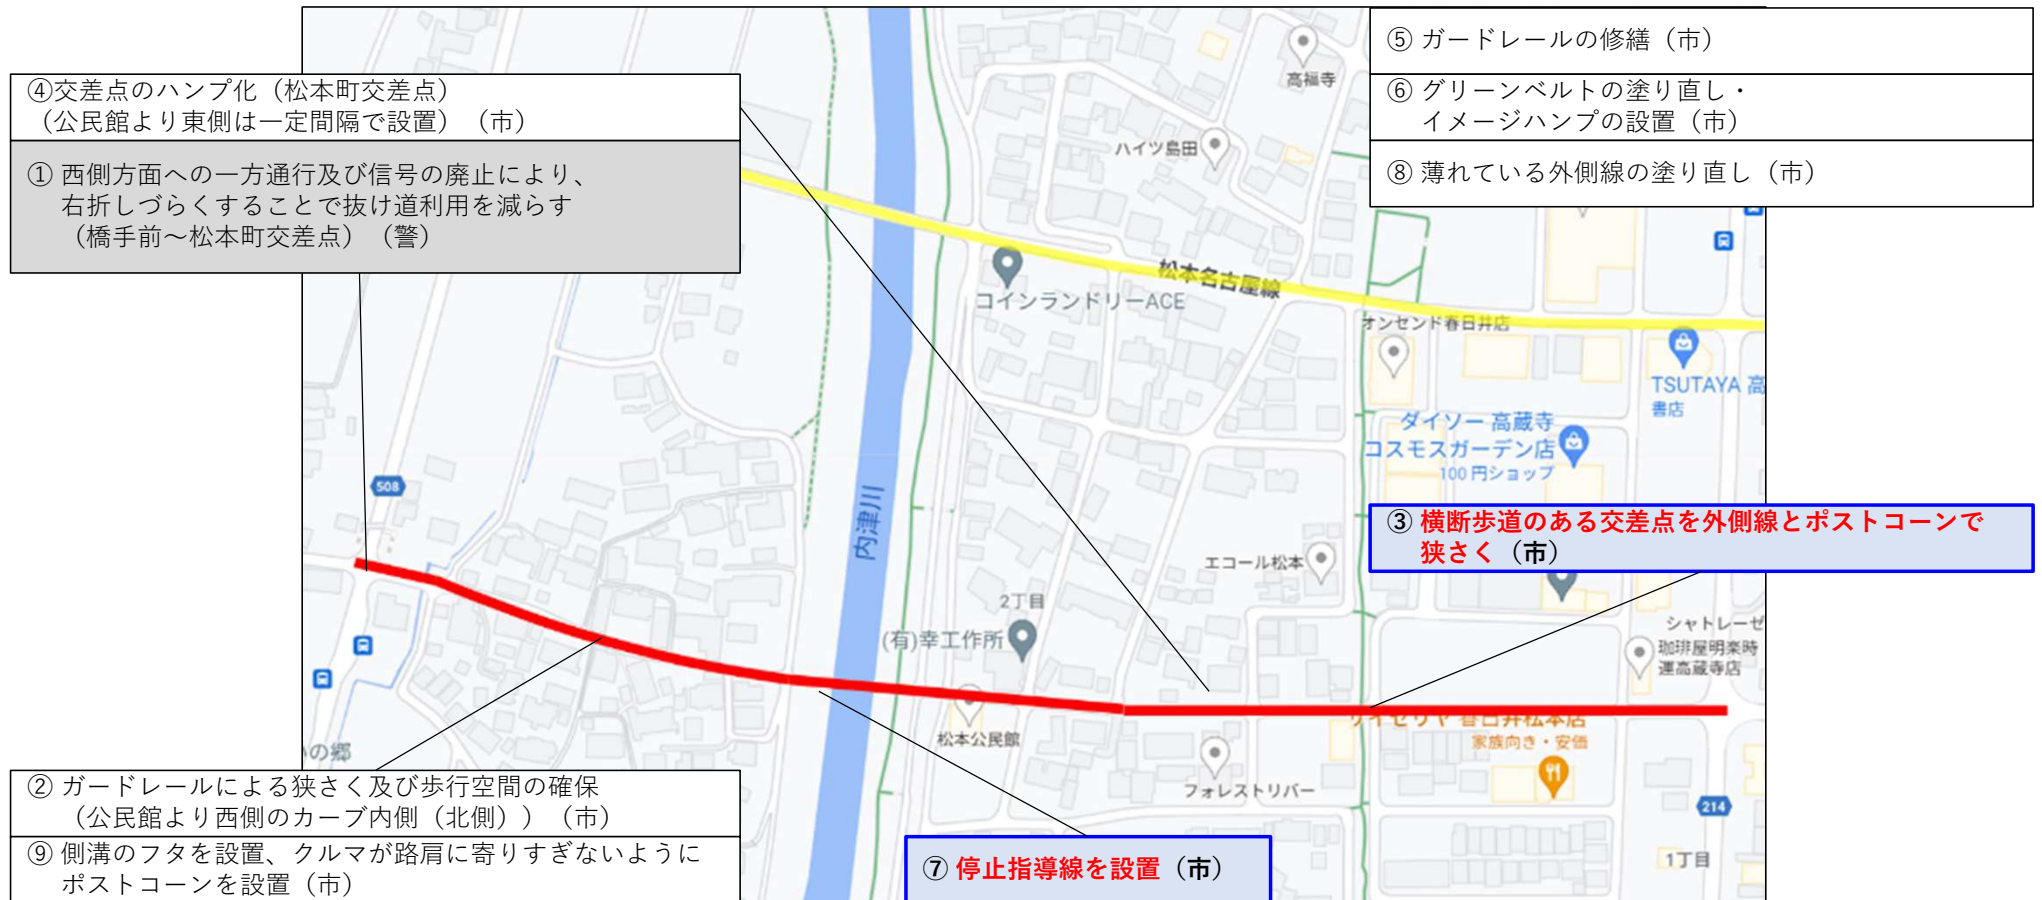 ④交差点のハンプ化（松本町交差点）
（公民館より東側は一定間隔で設置）（市）
① 西側方面への一方通行及び信号の廃止により、
右折しづらくすることで抜け道利用を減らす
（橋手前～松本町交差点）（警）
⑤ ガードレールの修繕（市）
⑥ グリーンベルトの塗り直し・
イメージハンプの設置（市）
⑧ 薄れている外側線の塗り直し（市）
高福寺
ハイツ島田
松本名古屋線
コインランドリーACE
オンセンド春日井店
TSUTAYA 高
書店
ダイソー 高蔵寺
コスモスガーデン店
100 円ショップ
508
内津川
③ 横断歩道のある交差点を外側線とポストコーンで
狭さく（市）
エコール松本
2丁目
(有)幸工作所
シャトレーゼ
珈琲屋明楽時
運高蔵寺店
松本公民館
サイゼリヤ 春日井松本店
家族向き・安価
の郷
フォレストリバー
214
1丁目
② ガードレールによる狭さく及び歩行空間の確保
（公民館より西側のカーブ内側（北側））（市）
⑨ 側溝のフタを設置、クルマが路肩に寄りすぎないように
ポストコーンを設置（市）
⑦ 停止指導線を設置（市）